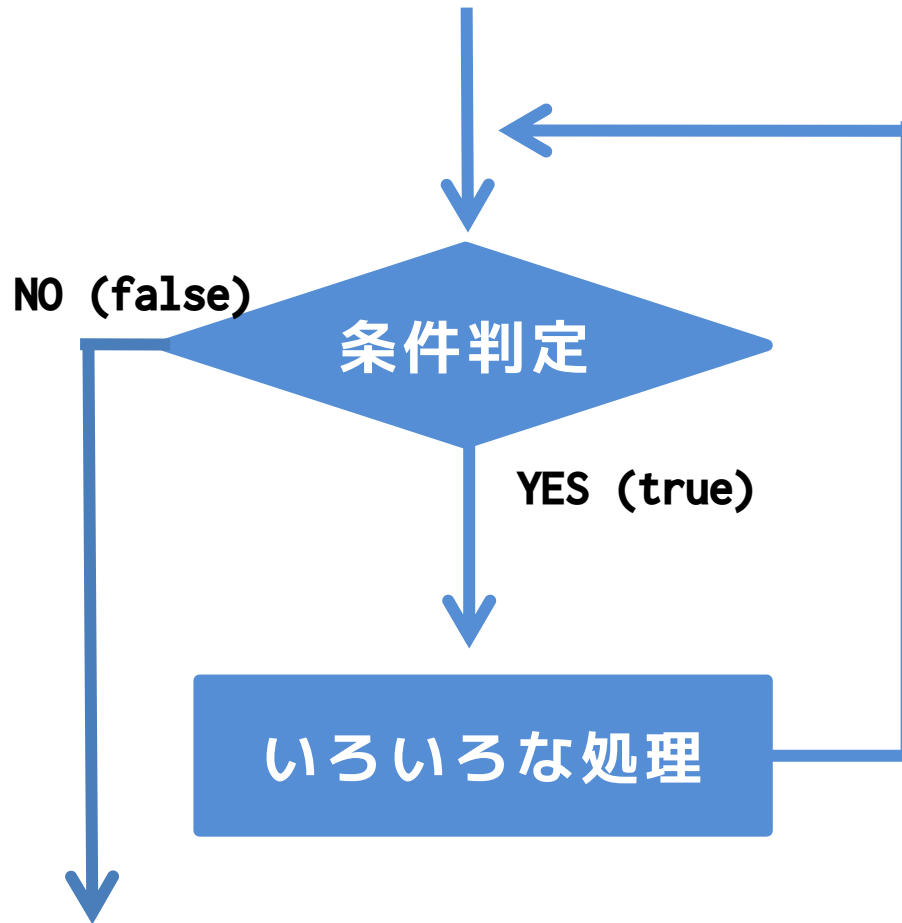 NO (false)
条件判定
YES (true)
いろいろな処理